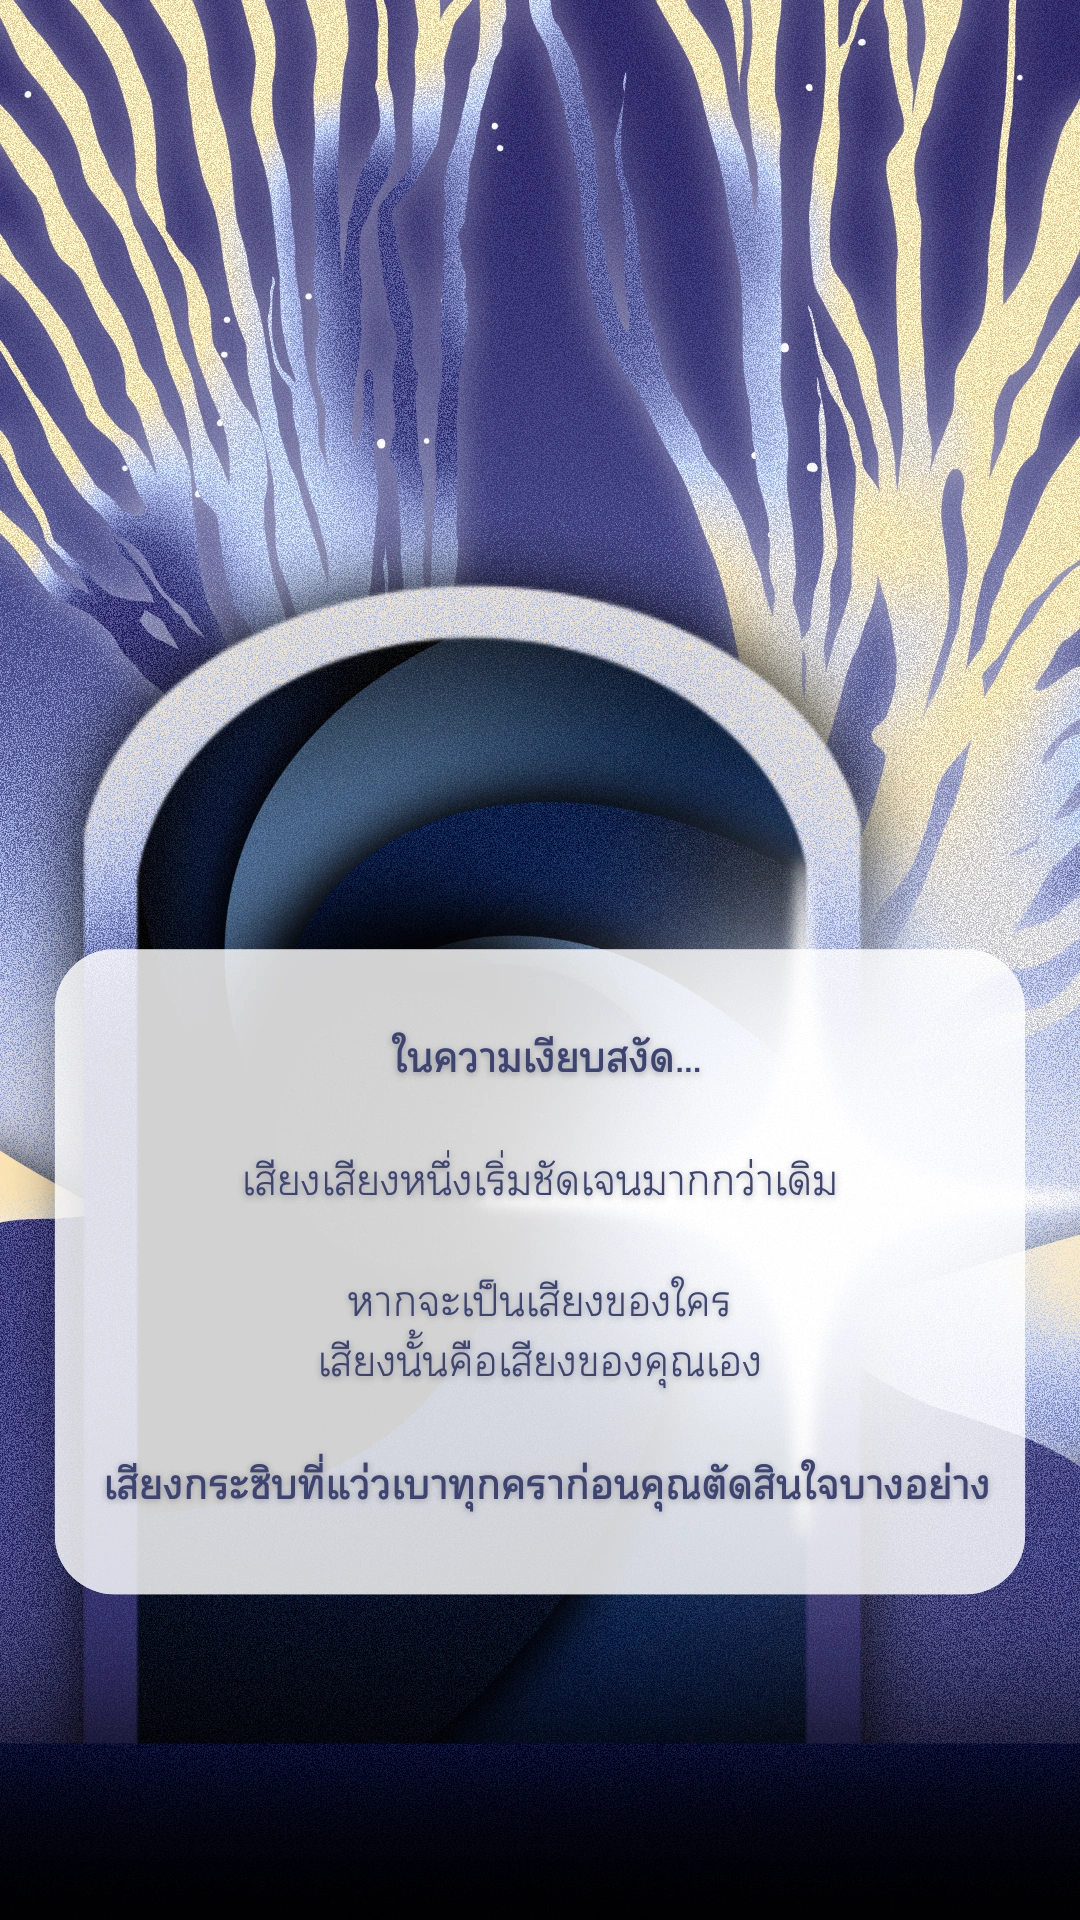 ในความเงียบสงัด...
เสียงเสียงหนึ่งเริ่มชัดเจนมากกว่าเดิม
หากจะเป็นเสียงของใคร
เสียงนั้นคือเสียงของคุณเอง
เสียงกระซิบที่แว่วเบาทุกคราก่อนคุณตัดสินใจบางอย่าง